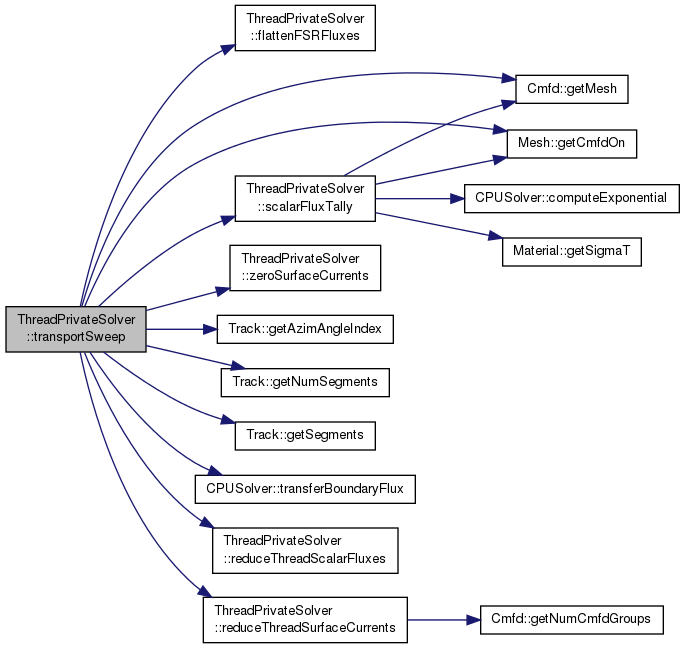 ThreadPrivateSolver
::flattenFSRFluxes
Cmfd::getMesh
Mesh::getCmfdOn
ThreadPrivateSolver
::scalarFluxTally
CPUSolver::computeExponential
Material::getSigmaT
ThreadPrivateSolver
::zeroSurfaceCurrents
ThreadPrivateSolver
::transportSweep
Track::getAzimAngleIndex
Track::getNumSegments
Track::getSegments
CPUSolver::transferBoundaryFlux
ThreadPrivateSolver
::reduceThreadScalarFluxes
ThreadPrivateSolver
::reduceThreadSurfaceCurrents
Cmfd::getNumCmfdGroups